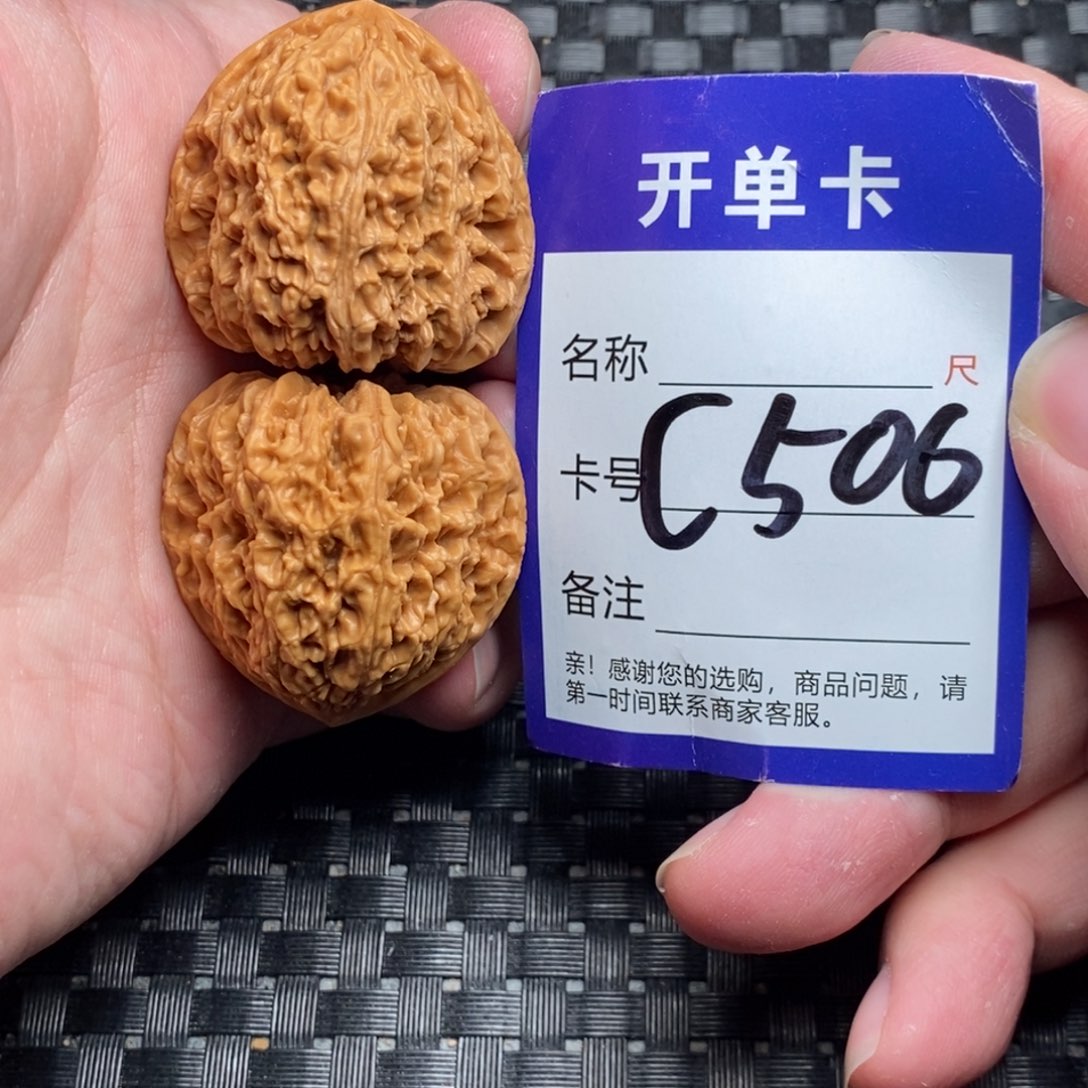 开单卡
名称 尺
卡号 C506
备注
亲！感谢您的选购，商品问题，请
第一时间联系商家客服。